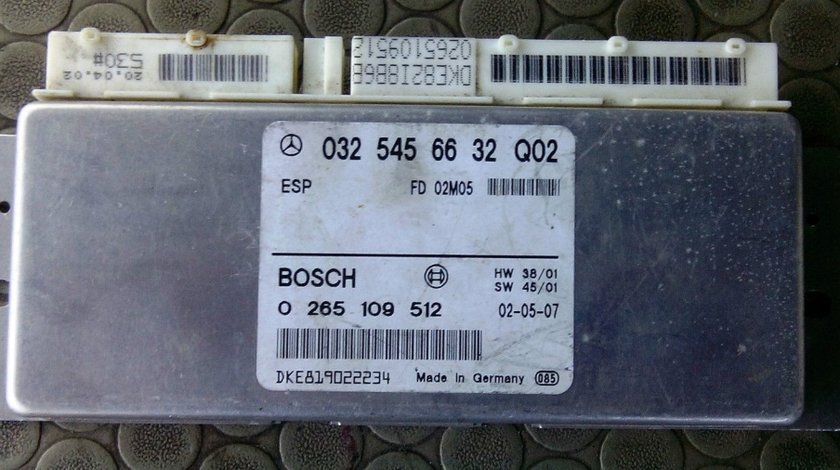 20.04.02
530#
0265109512
032 545 66 32 Q02
ESP FD 02M05
BOSCH HW 38/01
SW 45/01
0 265 109 512 02-05-07
DKE819022234 Made in Germany 085